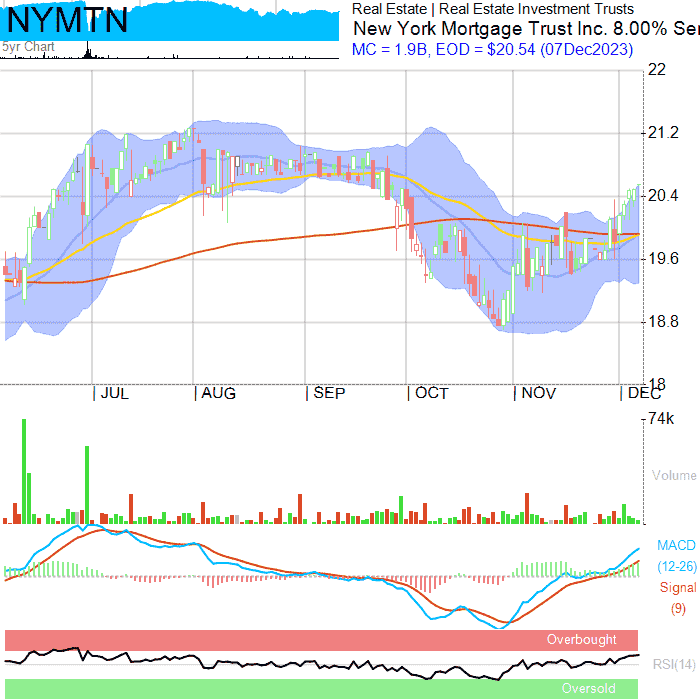 NYMTN
5yr Chart
Real Estate | Real Estate Investment Trusts
New York Mortgage Trust Inc. 8.00% Ser
MC = 1.9B, EOD = $20.54 (07Dec2023)
22
21.2
20.4
19.6
18.8
18
JUL AUG SEP OCT NOV DEC
74k
Volume
MACD
(12-26)
Signal
(9)
Overbought
RSI(14)
Oversold